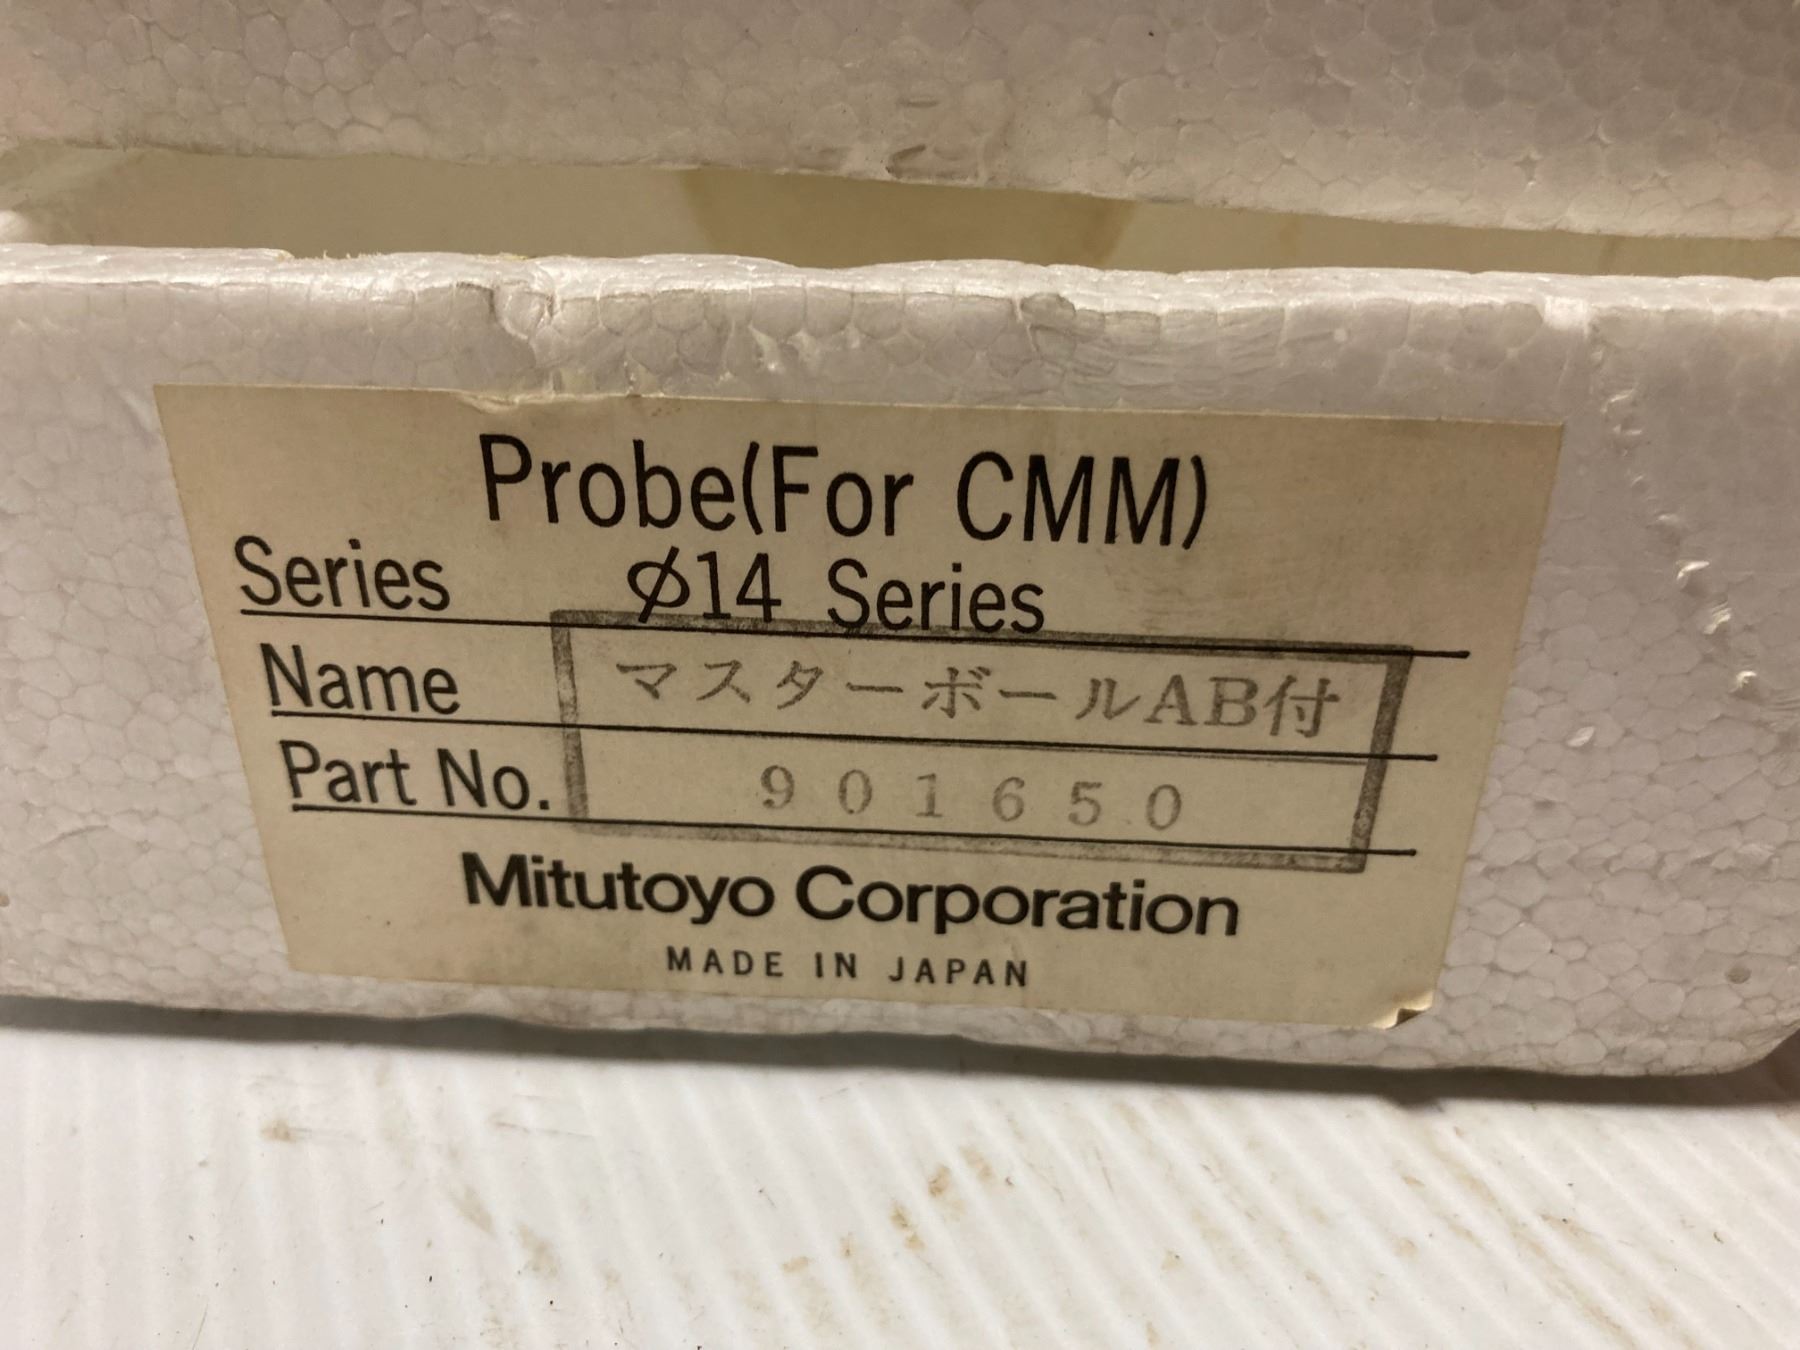 Probe(For CMM)
Series φ14 Series
Name マスターボールAB付
Part No. 901650
Mitutoyo Corporation
MADE IN JAPAN